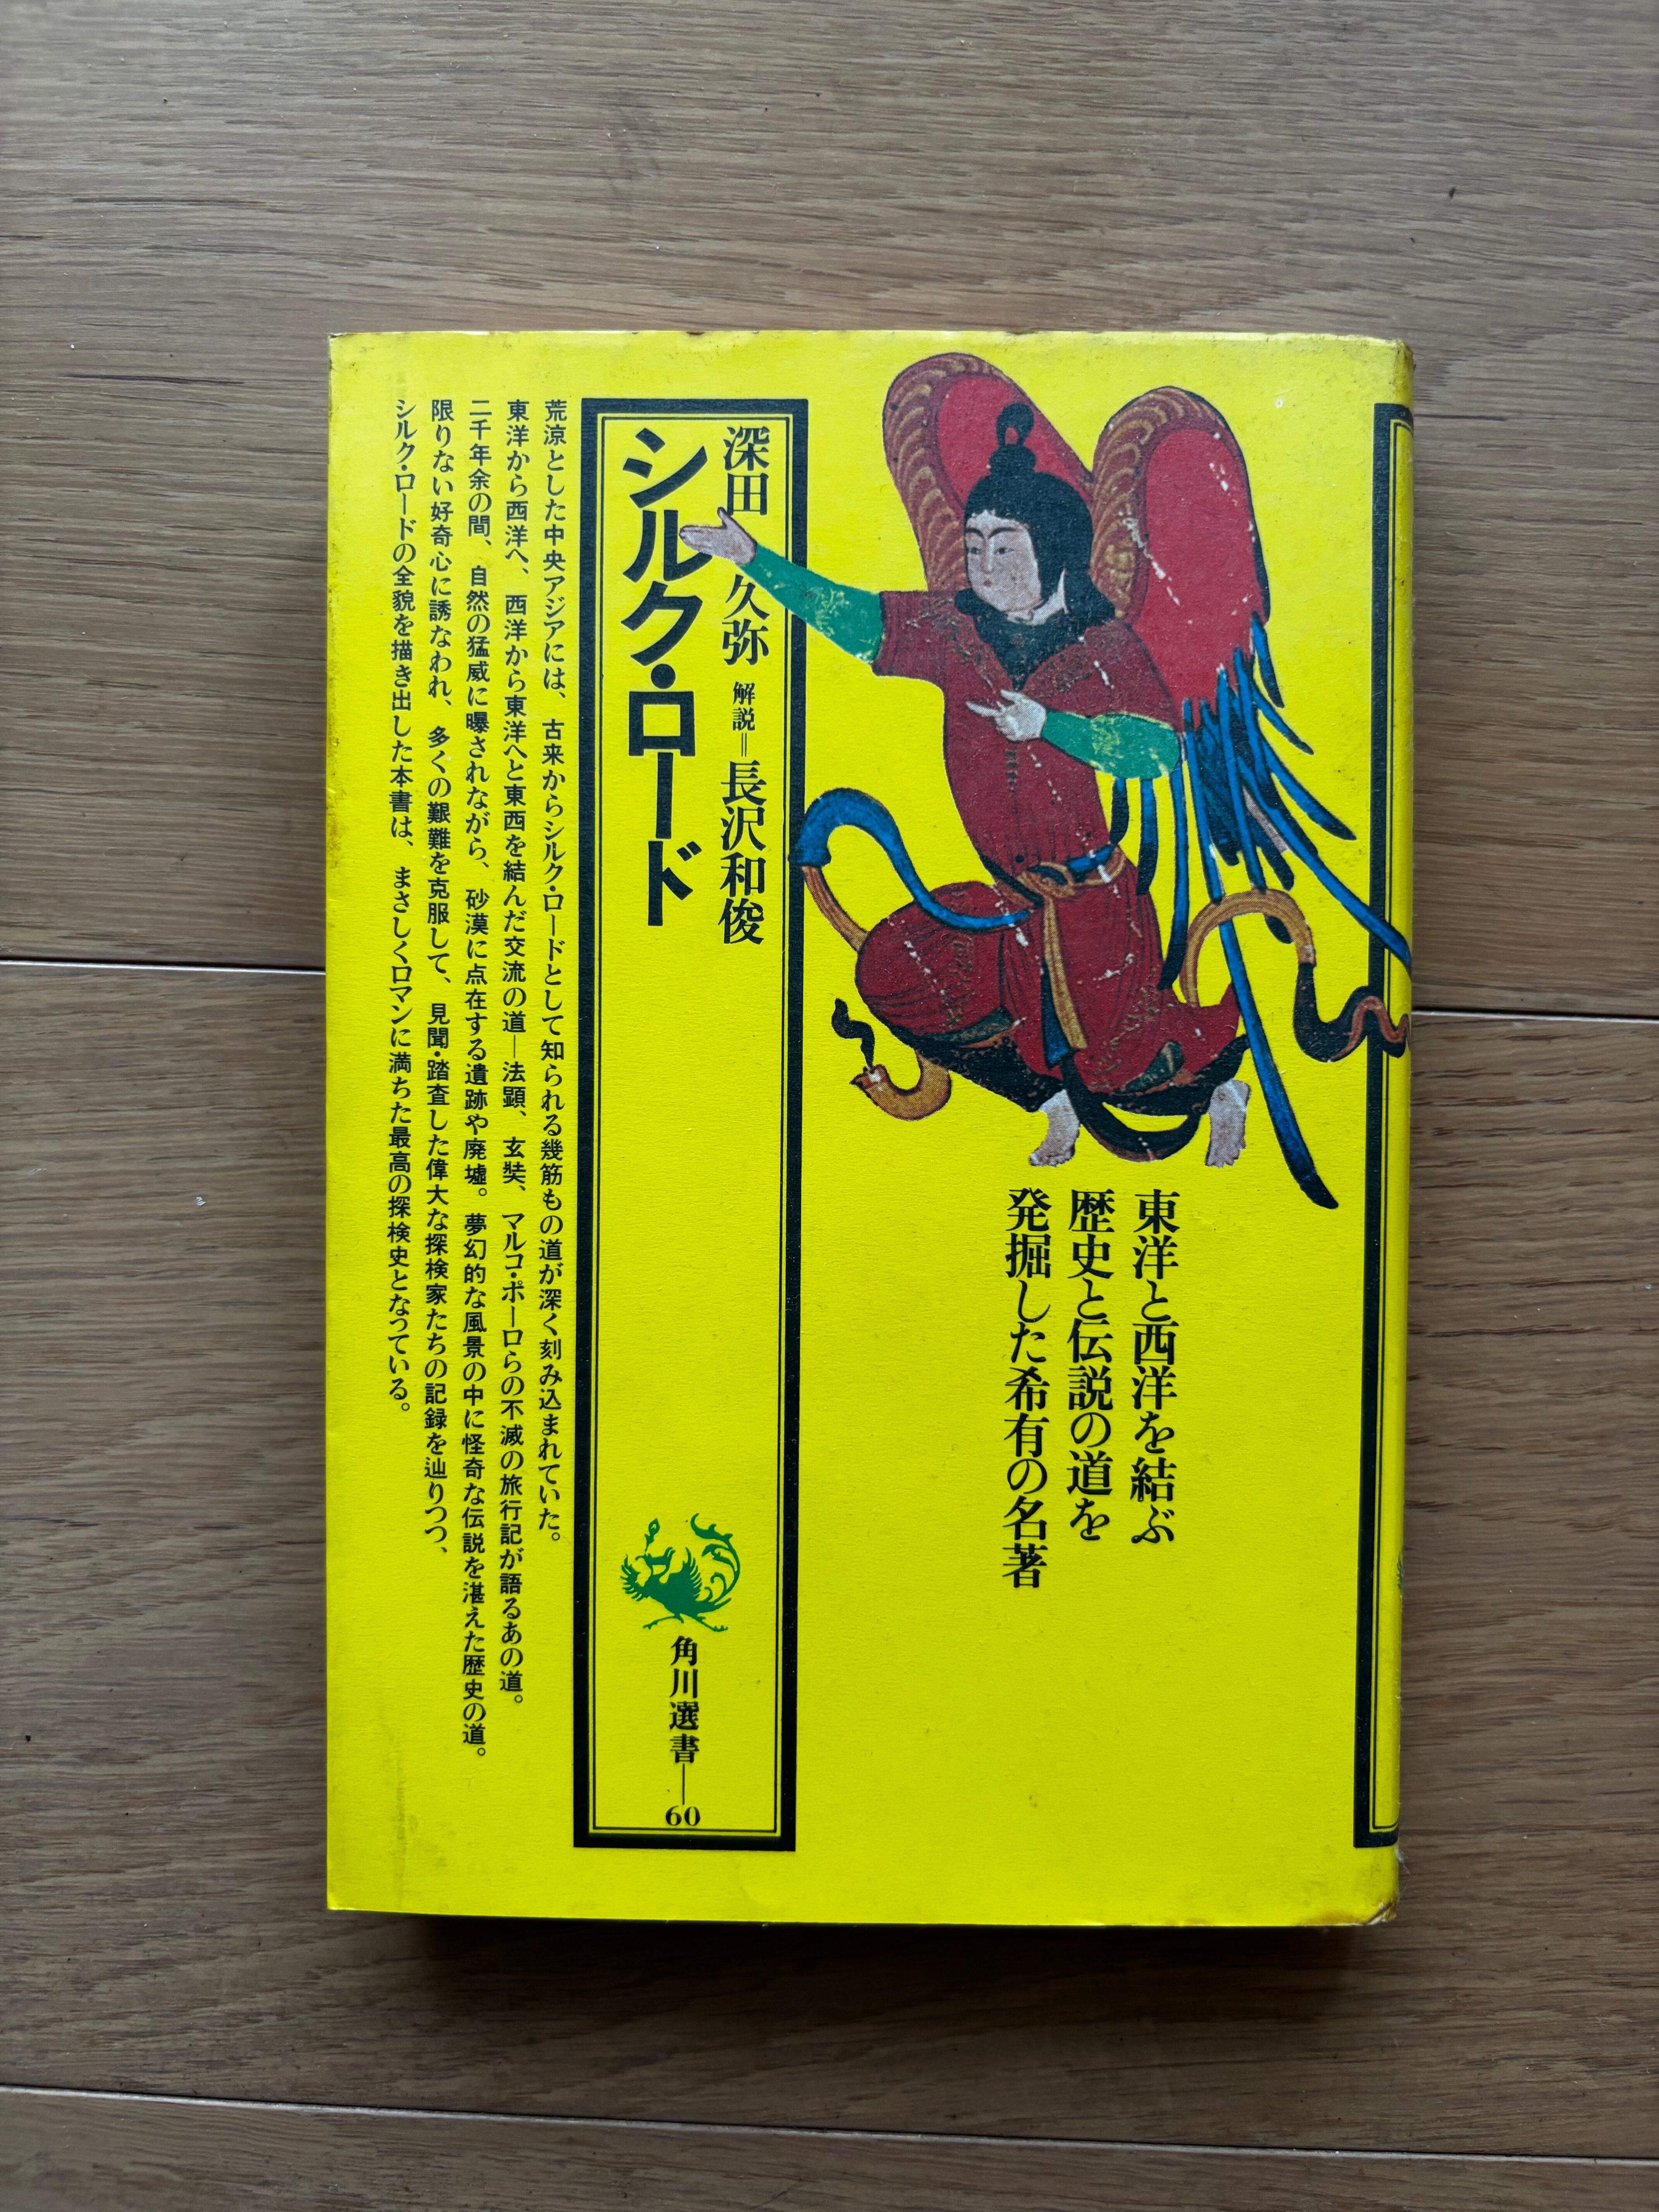 東洋と西洋を結ぶ
歴史と伝説の道を
発掘した希有の名著
深田久弥 解説＝長沢和俊
シルク・ロード
角川選書―60
荒涼とした中央アジアには、古来からシルク・ロードとして知られる幾筋もの道が深く刻み込まれていた。
東洋から西洋へ、西洋から東洋へと東西を結んだ交流の道―法顕、玄奘、マルコ・ポーロらの不滅の旅行記が語るあの道。
二千年余の間、自然の猛威に曝されながら、砂漠に点在する遺跡や廃墟。夢幻的な風景の中に怪奇な伝説を湛えた歴史の道。
限りない好奇心に誘なわれ、多くの艱難を克服して、見聞・踏査した偉大な探検家たちの記録を辿りつつ、
シルク・ロードの全貌を描き出した本書は、まさしくロマンに満ちた最高の探検史となっている。